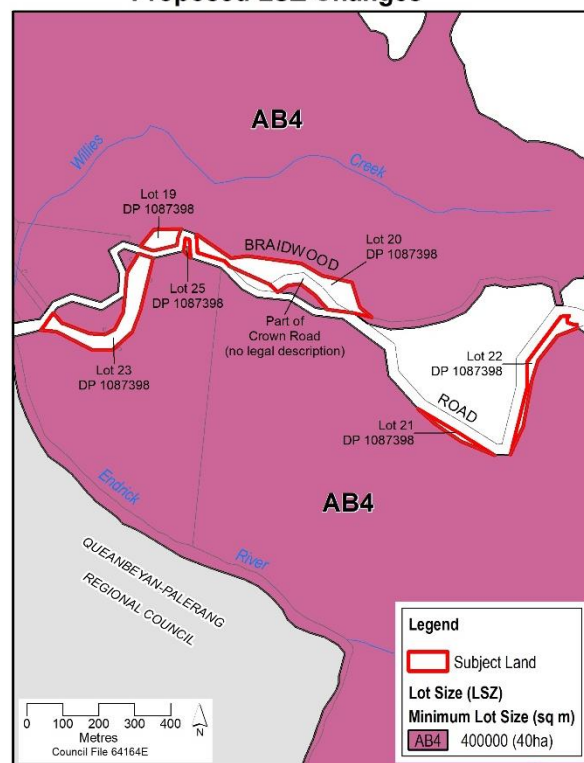 Proposed LSZ Changes
AB4
Willies
Creek
Lot 19
DP 1087398
BRAIDWOOD
Lot 20
DP 1087398
Lot 25
DP 1087398
Part of
Crown Road
(no legal description)
Lot 23
DP 1087398
Lot 22
DP 1087398
ROAD
Lot 21
DP 1087398
Endrick
River
AB4
QUEANBEYAN-PALERANG
REGIONAL COUNCIL
0 100 200 300 400
Metres
N
Council File 64164E
Legend
Subject Land
Lot Size (LSZ)
Minimum Lot Size (sq m)
AB4 400000 (40ha)